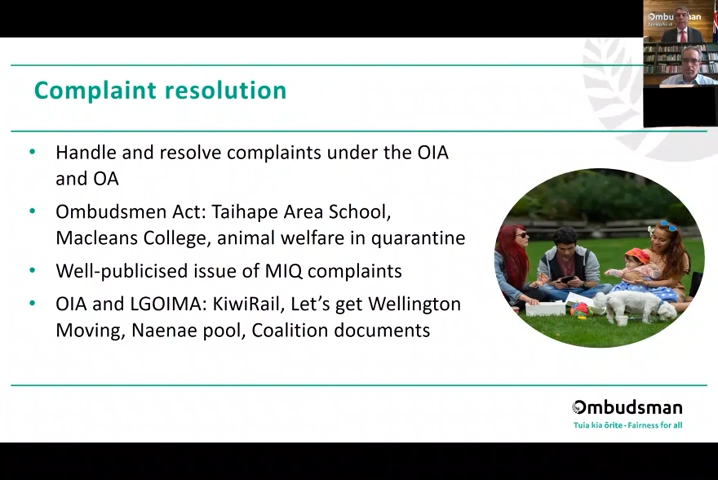 Complaint resolution
• Handle and resolve complaints under the OIA
and OA
• Ombudsmen Act: Taihape Area School,
Macleans College, animal welfare in quarantine
• Well-publicised issue of MIQ complaints
• OIA and LGOIMA: KiwiRail, Let's get Wellington
Moving, Naenae pool, Coalition documents
Ombudsman
Tuia kia ōrite · Fairness for all